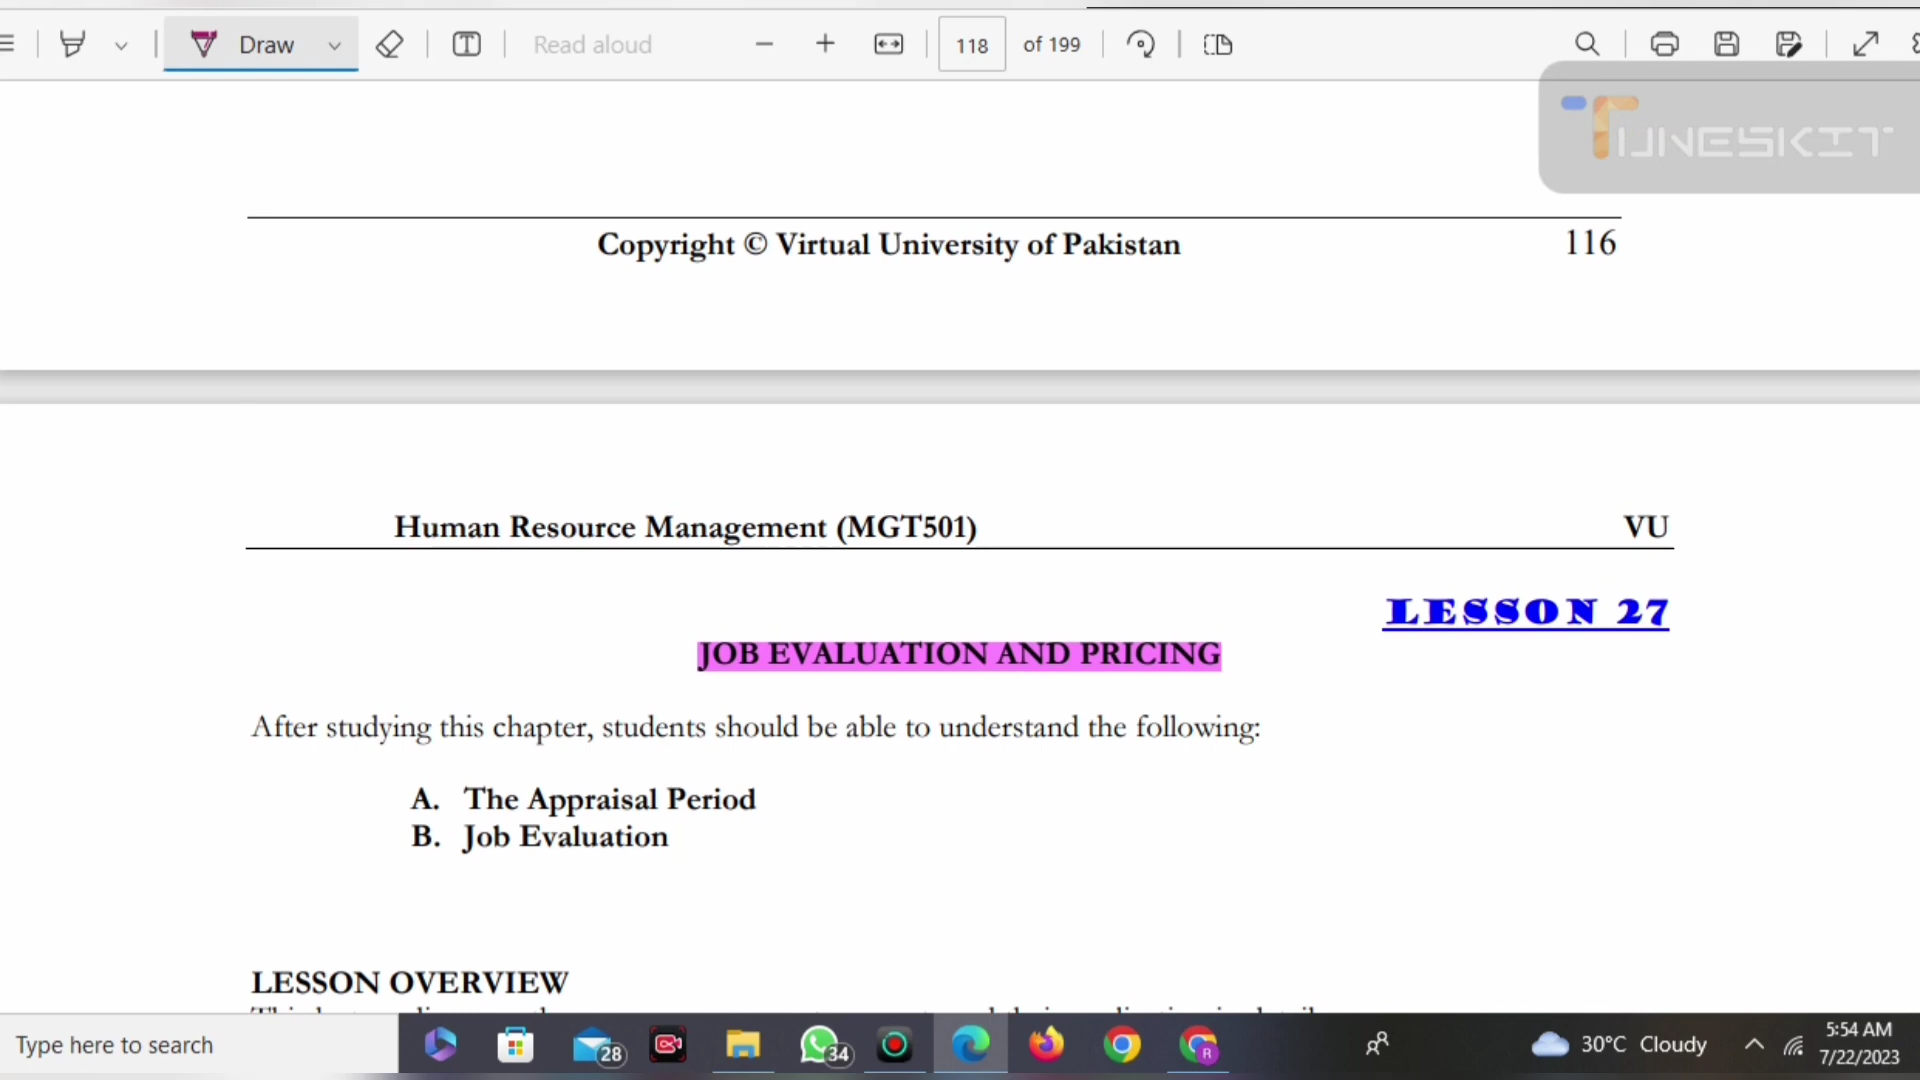 Draw
Read aloud
118 of 199
TUNESKIT
Copyright © Virtual University of Pakistan 116
Human Resource Management (MGT501) VU
LESSON 27
JOB EVALUATION AND PRICING
After studying this chapter, students should be able to understand the following:
A. The Appraisal Period
B. Job Evaluation
LESSON OVERVIEW
Type here to search
28
34
R
30°C Cloudy
5:54 AM
7/22/2023